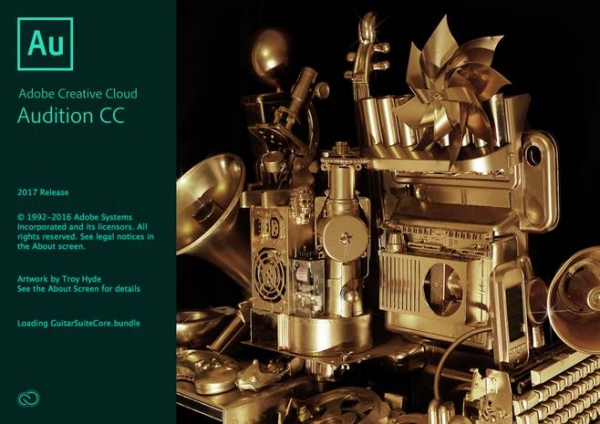 Au
Adobe Creative Cloud
Audition CC
2017 Release
© 1992-2016 Adobe Systems
Incorporated and its licensors. All
rights reserved. See legal notices in
the About screen.
Artwork by Troy Hyde
See the About Screen for details
Loading GuitarSuiteCore.bundle